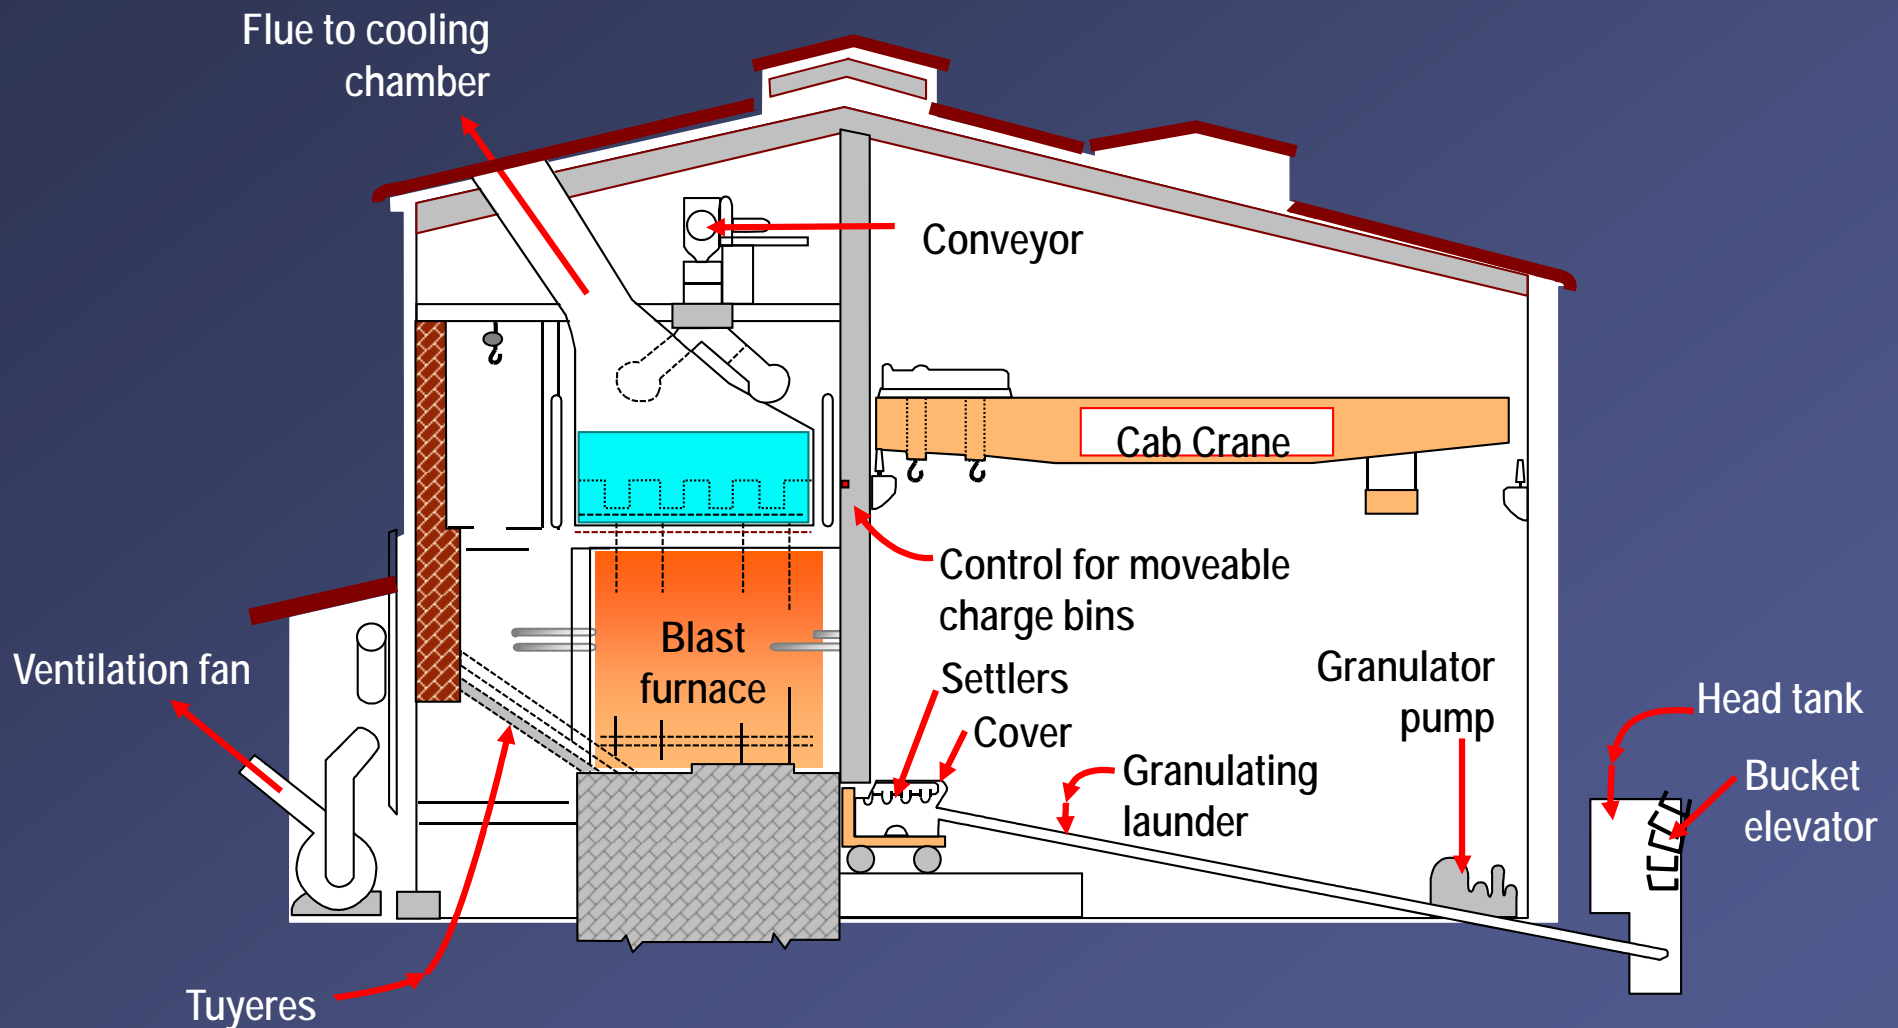 Flue to cooling
chamber
Conveyor
Cab Crane
Control for moveable
charge bins
Blast
furnace
Ventilation fan
Settlers
Cover
Granulator
pump
Head tank
Granulating
launder
Bucket
elevator
Tuyeres